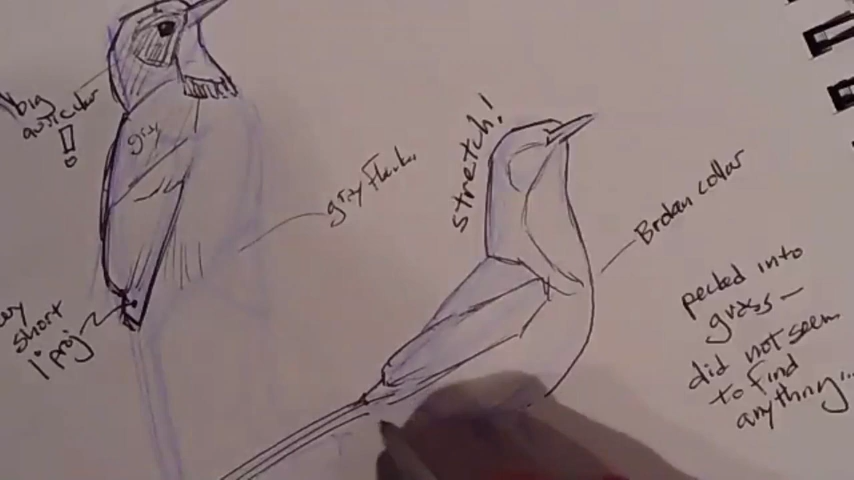 big
auricular
!
gray
gray flanks
very
short
1° proj
stretch!
Broken collar
pecked into
grass —
did not seem
to find
anything...